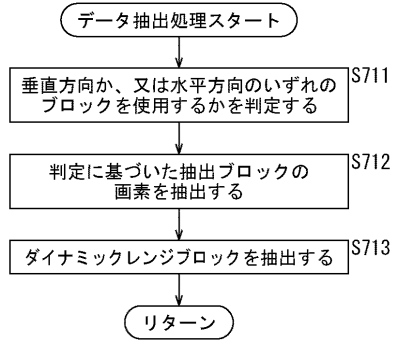 データ抽出処理スタート
垂直方向か、又は水平方向のいずれの
ブロックを使用するかを判定する
S711
判定に基づいた抽出ブロックの
画素を抽出する
S712
ダイナミックレンジブロックを抽出する
S713
リターン